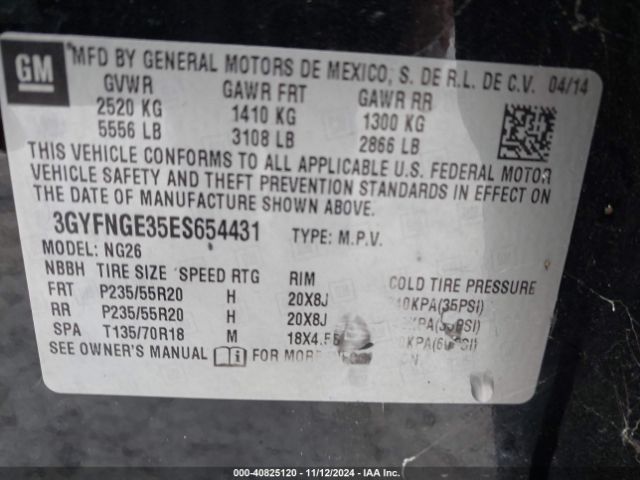 GM
MFD BY GENERAL MOTORS DE MEXICO, S. DE R.L. DE C.V. 04/14
GVWR GAWR FRT GAWR RR
2520 KG 1410 KG 1300 KG
5556 LB 3108 LB 2866 LB
THIS VEHICLE CONFORMS TO ALL APPLICABLE U.S. FEDERAL MOTOR
VEHICLE SAFETY AND THEFT PREVENTION STANDARDS IN EFFECT ON
THE DATE OF MANUFACTURE SHOWN ABOVE.
3GYFNGE35ES654431 TYPE: M.P.V.
MODEL: NG26
NBBH TIRE SIZE SPEED RTG RIM COLD TIRE PRESSURE
FRT P235/55R20 H 20X8J 240KPA(35PSI)
RR P235/55R20 H 20X8J
SPA T135/70R18 M
SEE OWNER'S MANUAL FOR MORE
000-40825120 - 11/12/2024 - IAA Inc.